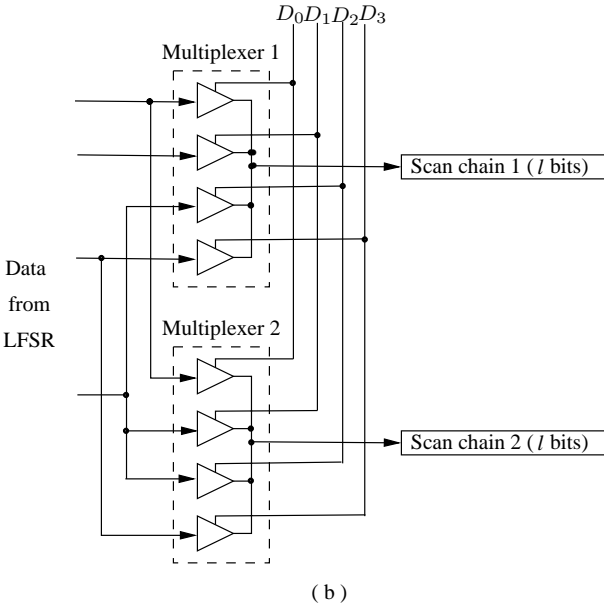 D0D1D2D3
Multiplexer 1
Scan chain 1 ( l bits)
Data
from
LFSR
Multiplexer 2
Scan chain 2 ( l bits)
( b )